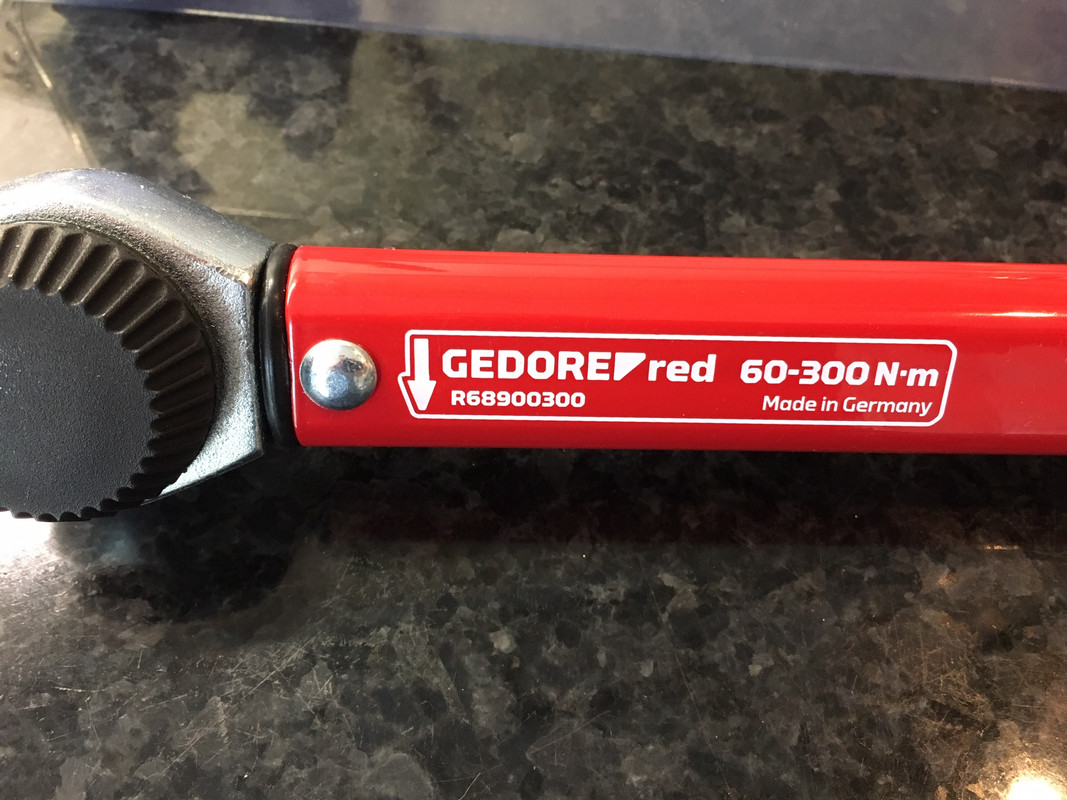 GEDORE red 60-300 N·m
R68900300 Made in Germany